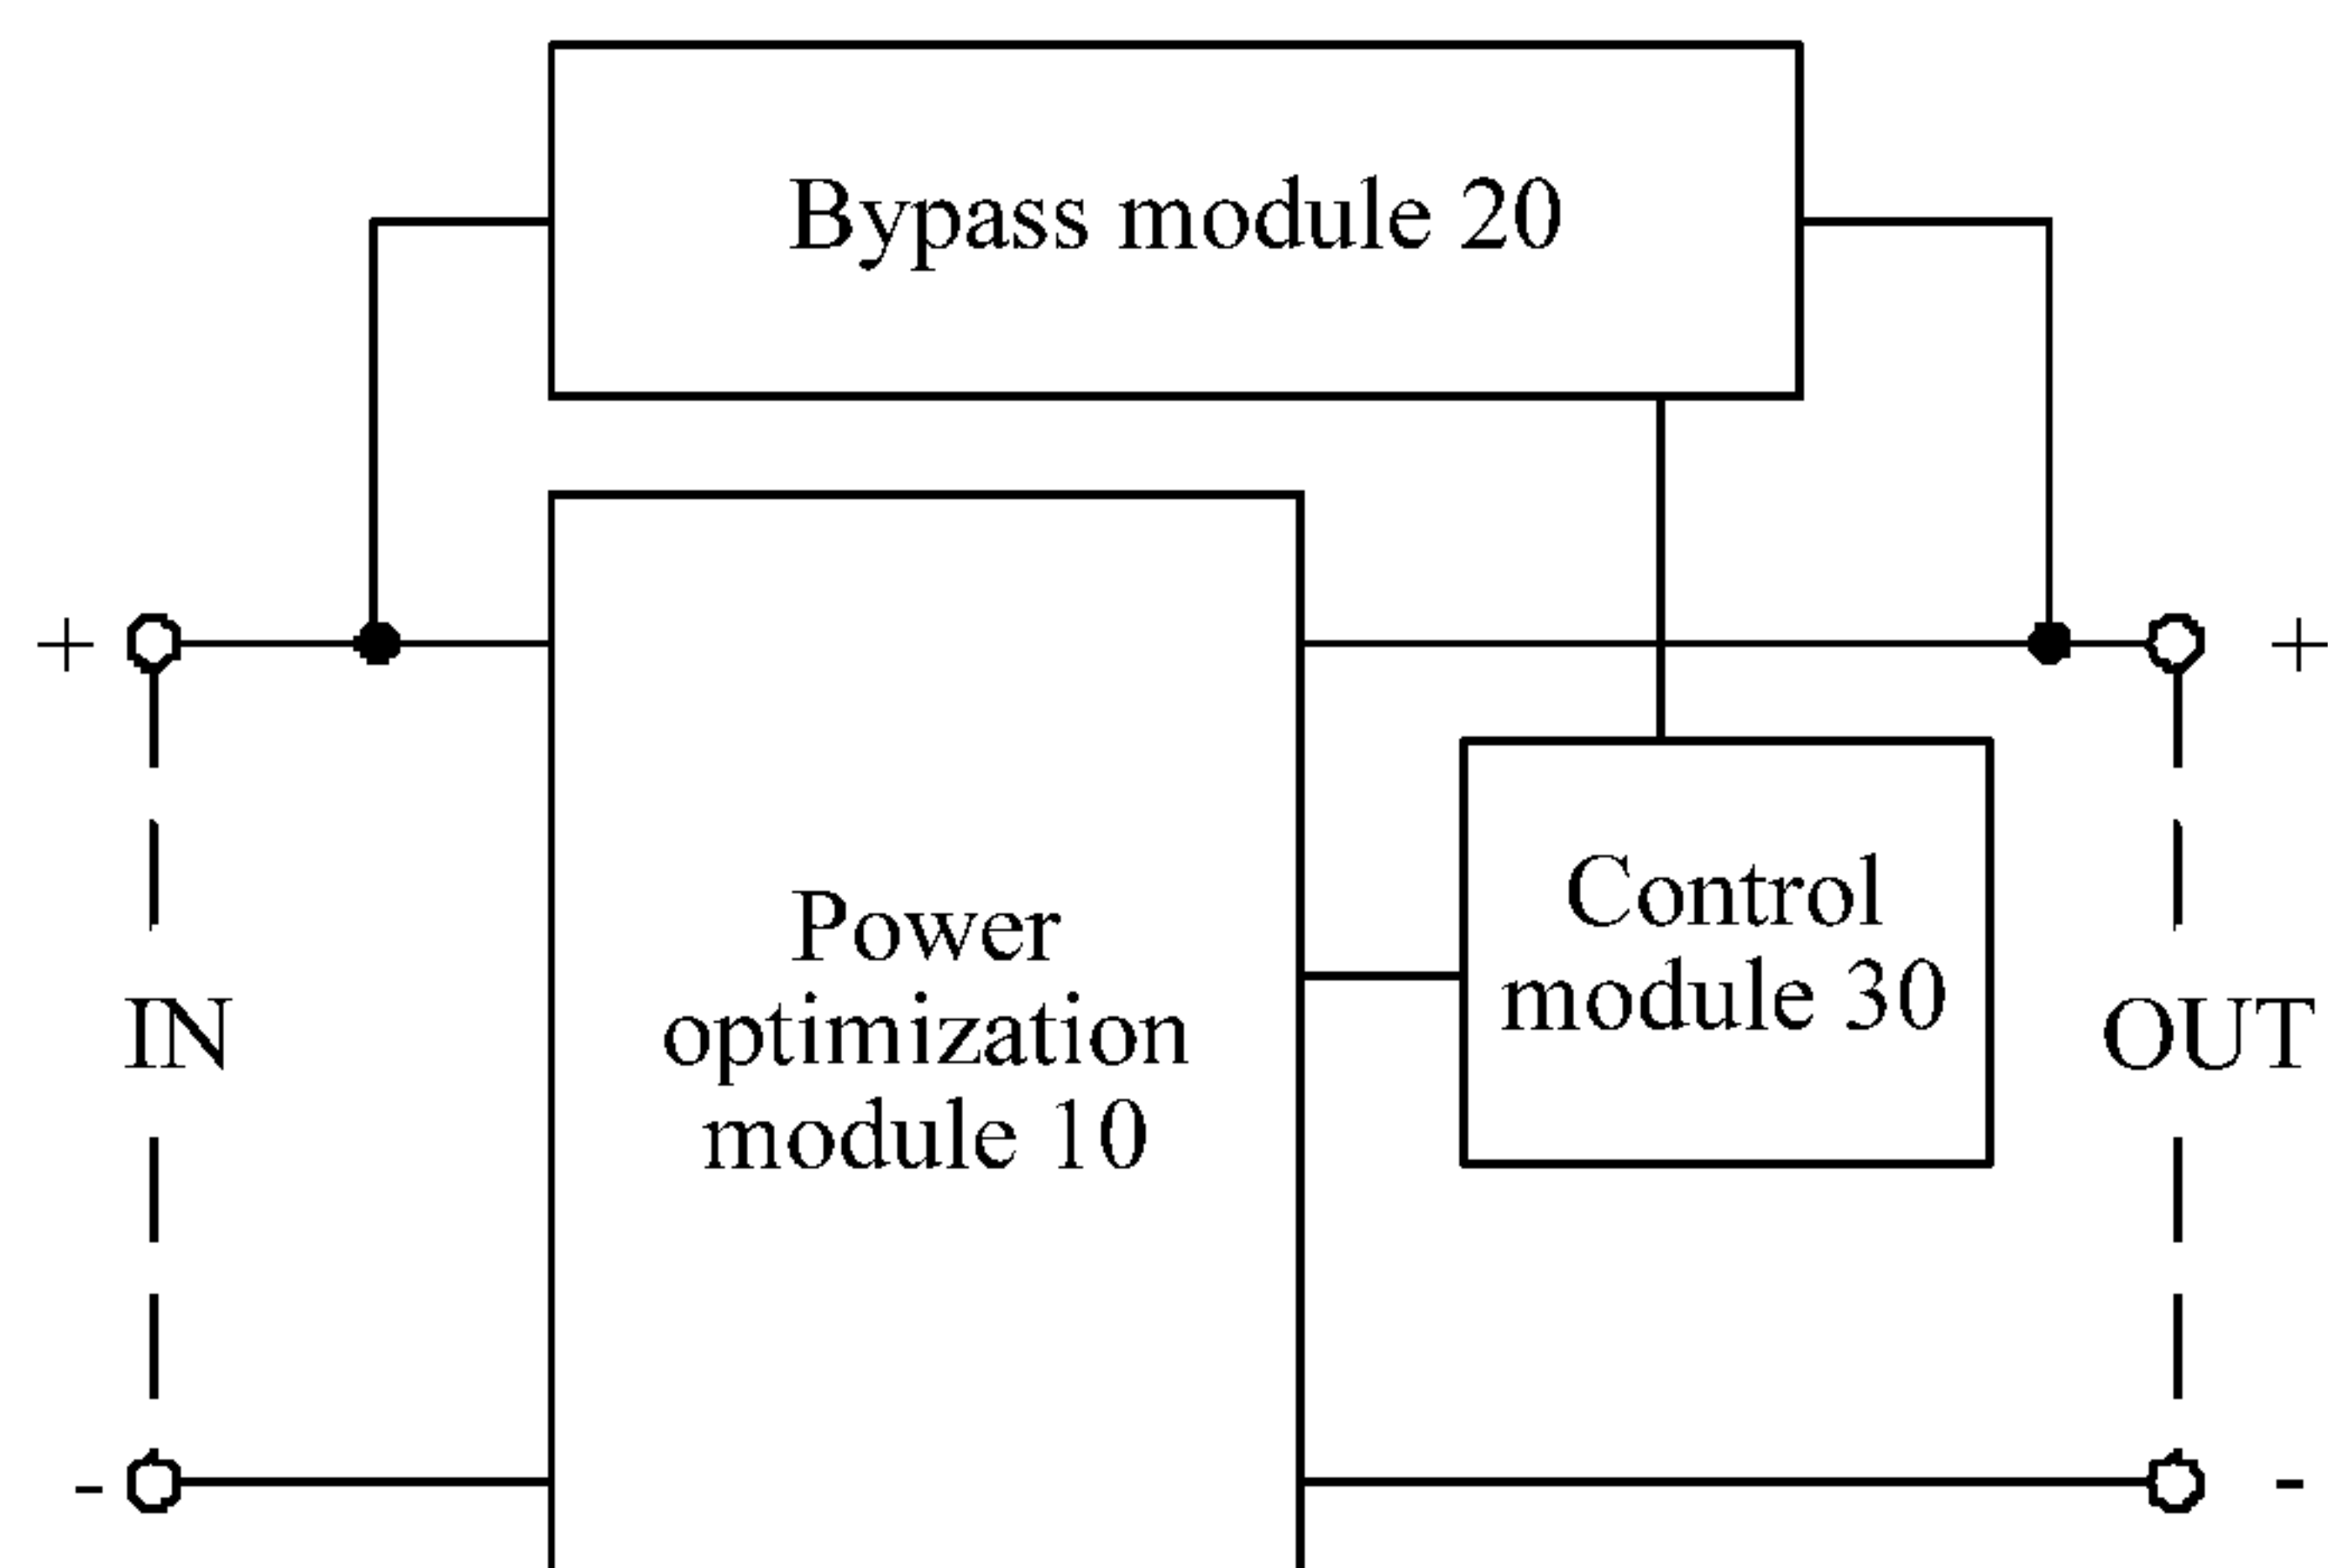 Bypass module 20
+
+
Power
optimization
module 10
Control
module 30
IN
OUT
-
-